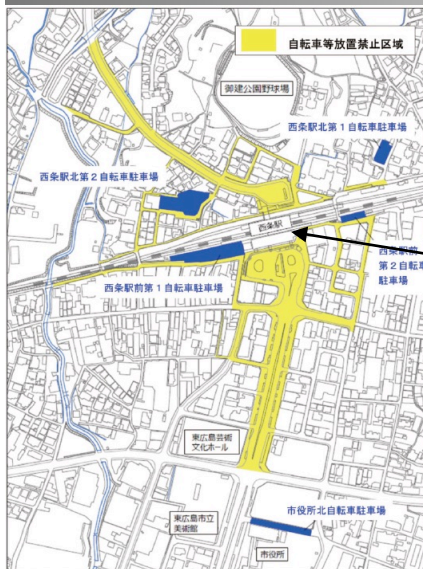 自転車等放置禁止区域
御建公園野球場
西条駅北第1自転車駐車場
西条駅北第2自転車駐車場
西条駅
西条駅前
第2自転車
駐車場
西条駅前第1自転車駐車場
東広島芸術
文化ホール
市役所北自転車駐車場
東広島市立
美術館
市役所